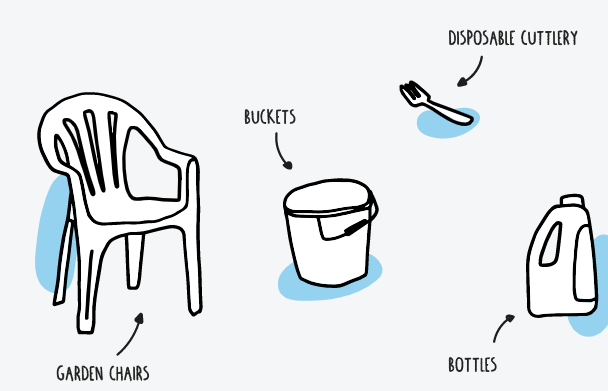 DISPOSABLE CUTTLERY
BUCKETS
GARDEN CHAIRS
BOTTLES